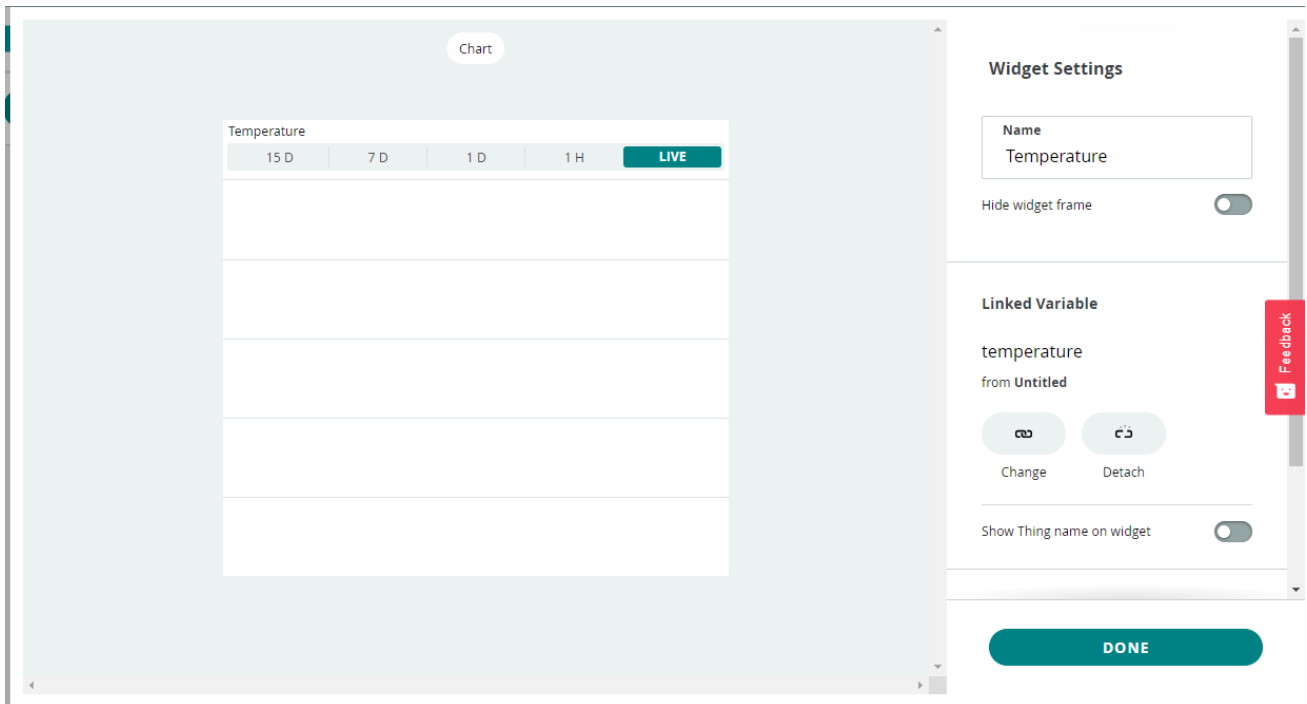 Chart
Temperature
15 D 7 D 1 D 1 H LIVE
Widget Settings
Name
Temperature
Hide widget frame
Linked Variable
temperature
from Untitled
Change Detach
Show Thing name on widget
DONE
Feedback